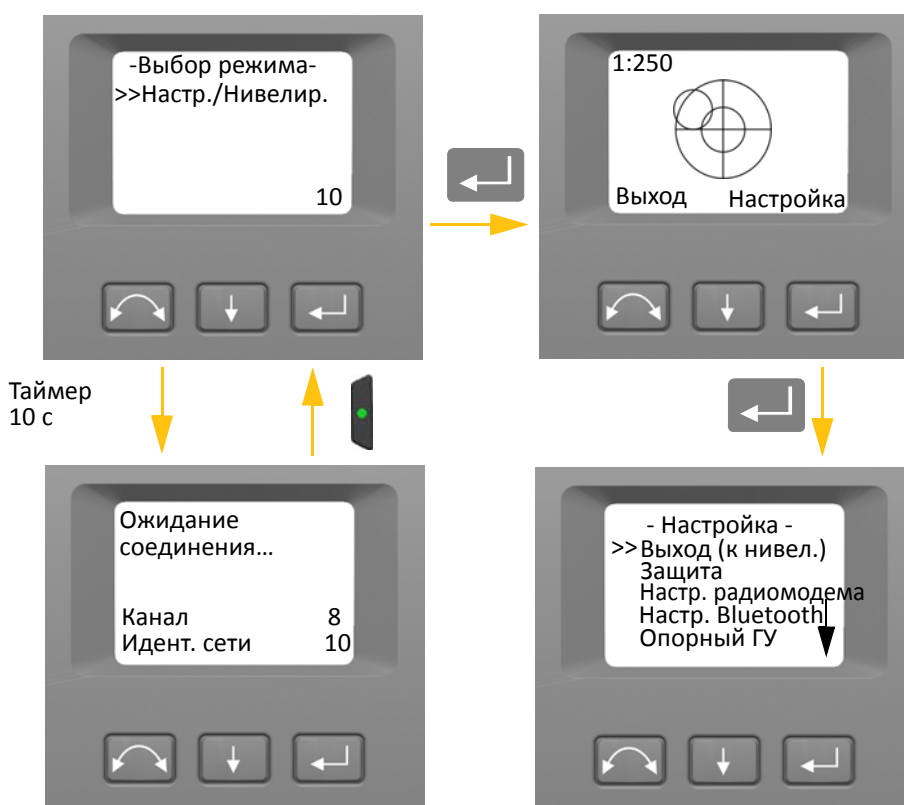 -Выбор режима-
>>Настр./Нивелир.
10
1:250
Выход Настройка
Таймер
10 с
Ожидание
соединения...
Канал 8
Идент. сети 10
- Настройка -
>>Выход (к нивел.)
Защита
Настр. радиомодема
Настр. Bluetooth
Опорный ГУ